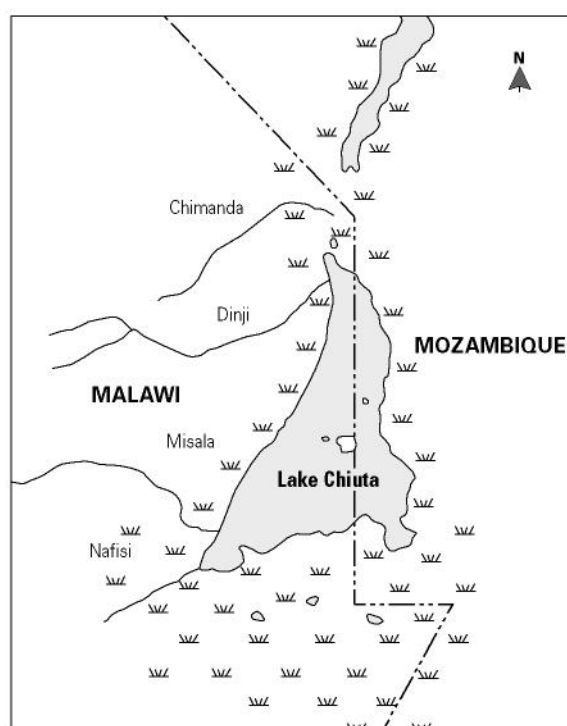 N
Chimanda
Dinji
MOZAMBIQUE
MALAWI
Misala
Lake Chiuta
Nafisi